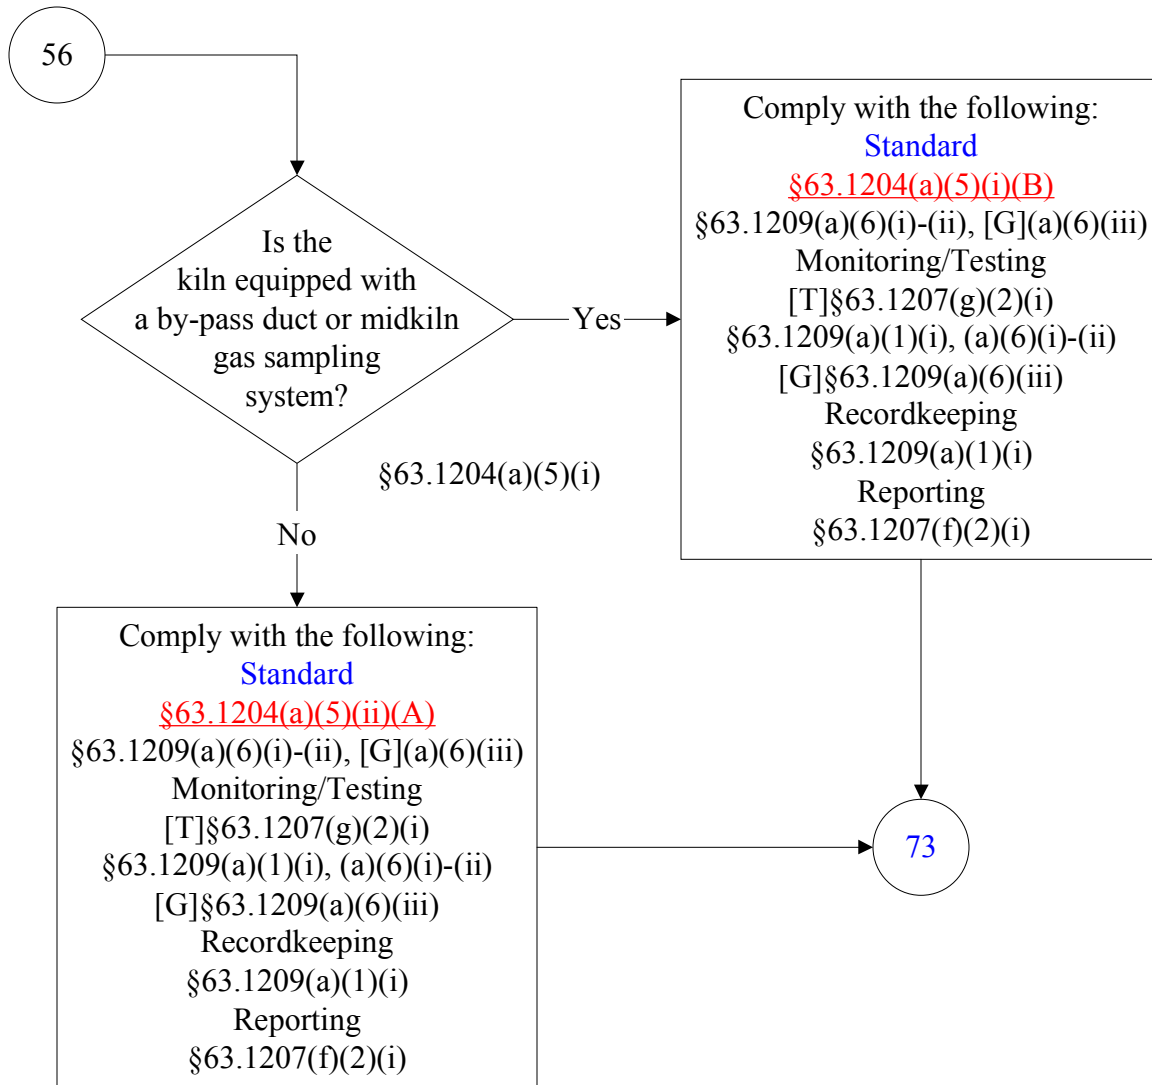 56
Is the
kiln equipped with
a by-pass duct or midkiln
gas sampling
system?
Yes
§63.1204(a)(5)(i)
No
Comply with the following:
Standard
§63.1204(a)(5)(i)(B)
§63.1209(a)(6)(i)-(ii), [G](a)(6)(iii)
Monitoring/Testing
[T]§63.1207(g)(2)(i)
§63.1209(a)(1)(i), (a)(6)(i)-(ii)
[G]§63.1209(a)(6)(iii)
Recordkeeping
§63.1209(a)(1)(i)
Reporting
§63.1207(f)(2)(i)
Comply with the following:
Standard
§63.1204(a)(5)(ii)(A)
§63.1209(a)(6)(i)-(ii), [G](a)(6)(iii)
Monitoring/Testing
[T]§63.1207(g)(2)(i)
§63.1209(a)(1)(i), (a)(6)(i)-(ii)
[G]§63.1209(a)(6)(iii)
Recordkeeping
§63.1209(a)(1)(i)
Reporting
§63.1207(f)(2)(i)
73